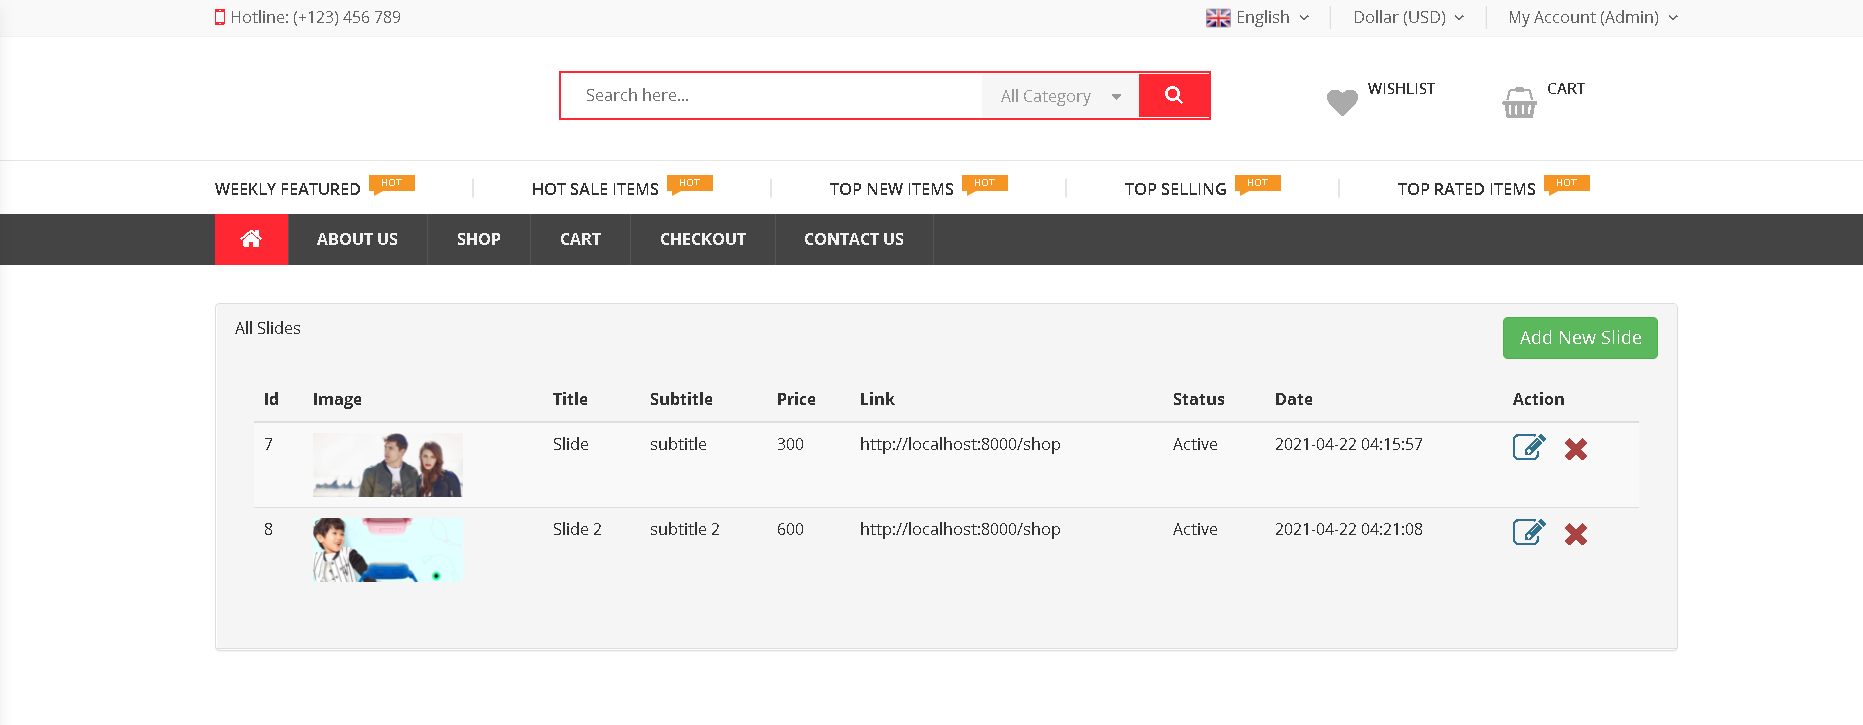 Hotline: (+123) 456 789 English Dollar (USD) My Account (Admin)
Search here... All Category WISHLIST CART
WEEKLY FEATURED HOT HOT SALE ITEMS HOT TOP NEW ITEMS HOT TOP SELLING HOT TOP RATED ITEMS HOT
ABOUT US SHOP CART CHECKOUT CONTACT US
All Slides Add New Slide
Id Image Title Subtitle Price Link Status Date Action
7 Slide subtitle 300 http://localhost:8000/shop Active 2021-04-22 04:15:57
8 Slide 2 subtitle 2 600 http://localhost:8000/shop Active 2021-04-22 04:21:08